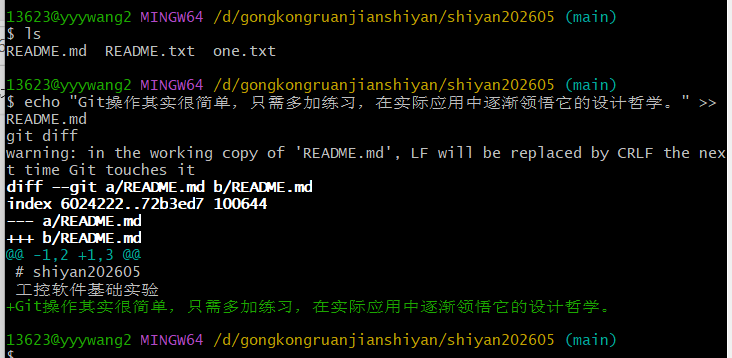 13623@yyywang2 MINGW64 /d/gongkongruanjianshiyan/shiyan202605 (main)
$ ls
README.md  README.txt  one.txt
13623@yyywang2 MINGW64 /d/gongkongruanjianshiyan/shiyan202605 (main)
$ echo "Git操作其实很简单，只需多加练习，在实际应用中逐渐领悟它的设计哲学。" >>
README.md
git diff
warning: in the working copy of 'README.md', LF will be replaced by CRLF the nex
t time Git touches it
diff --git a/README.md b/README.md
index 6024222..72b3ed7 100644
--- a/README.md
+++ b/README.md
@@ -1,2 +1,3 @@
 # shiyan202605
 工控软件基础实验
+Git操作其实很简单，只需多加练习，在实际应用中逐渐领悟它的设计哲学。
13623@yyywang2 MINGW64 /d/gongkongruanjianshiyan/shiyan202605 (main)
$